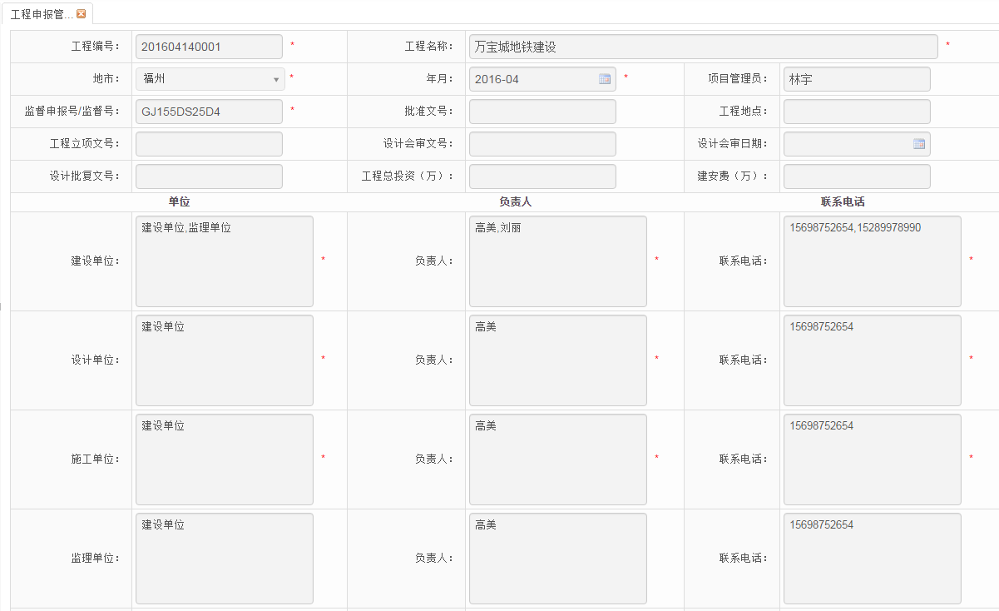 工程申报管...
工程编号： 201604140001 * 工程名称： 万宝城地铁建设 *
地市： 福州 * 年月： 2016-04 * 项目管理员： 林宇
监督申报号/监督号： GJ155DS25D4 * 批准文号： 工程地点：
工程立项文号： 设计会审文号： 设计会审日期：
设计批复文号： 工程总投资（万）： 建安费（万）：
单位 负责人 联系电话
建设单位： 建设单位,监理单位 * 负责人： 高美,刘丽 * 联系电话： 15698752654,15289978990 *
设计单位： 建设单位 * 负责人： 高美 * 联系电话： 15698752654 *
施工单位： 建设单位 * 负责人： 高美 * 联系电话： 15698752654 *
监理单位： 建设单位 负责人： 高美 联系电话： 15698752654